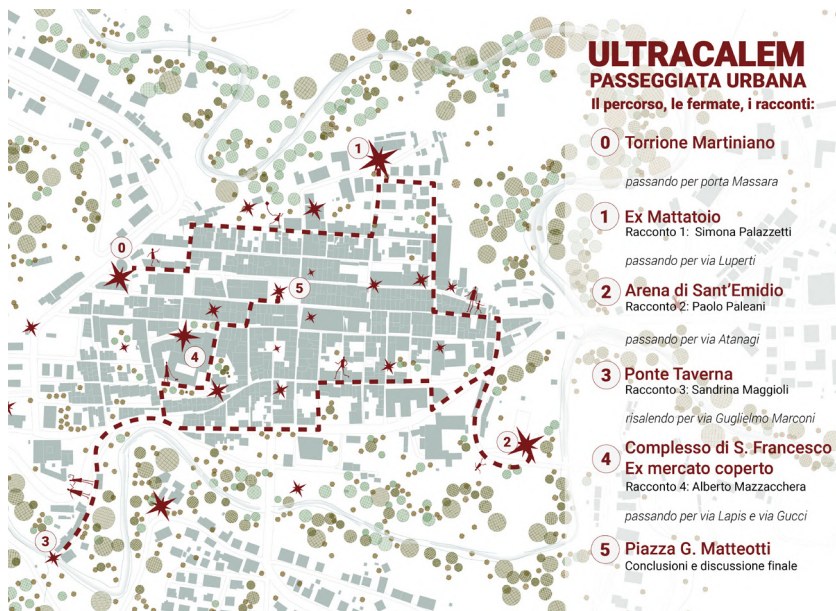 ULTRACALEM
PASSEGGIATA URBANA
Il percorso, le fermate, i racconti:
0 Torrione Martiniano
passando per porta Massara
1 Ex Mattatoio
Racconto 1: Simona Palazzetti
passando per via Luperti
2 Arena di Sant'Emidio
Racconto 2: Paolo Paleani
passando per via Atanagi
3 Ponte Taverna
Racconto 3: Sandrina Maggioli
risalendo per via Guglielmo Marconi
4 Complesso di S. Francesco
Ex mercato coperto
Racconto 4: Alberto Mazzacchera
passando per via Lapis e via Gucci
5 Piazza G. Matteotti
Conclusioni e discussione finale
1
0
5
4
2
3